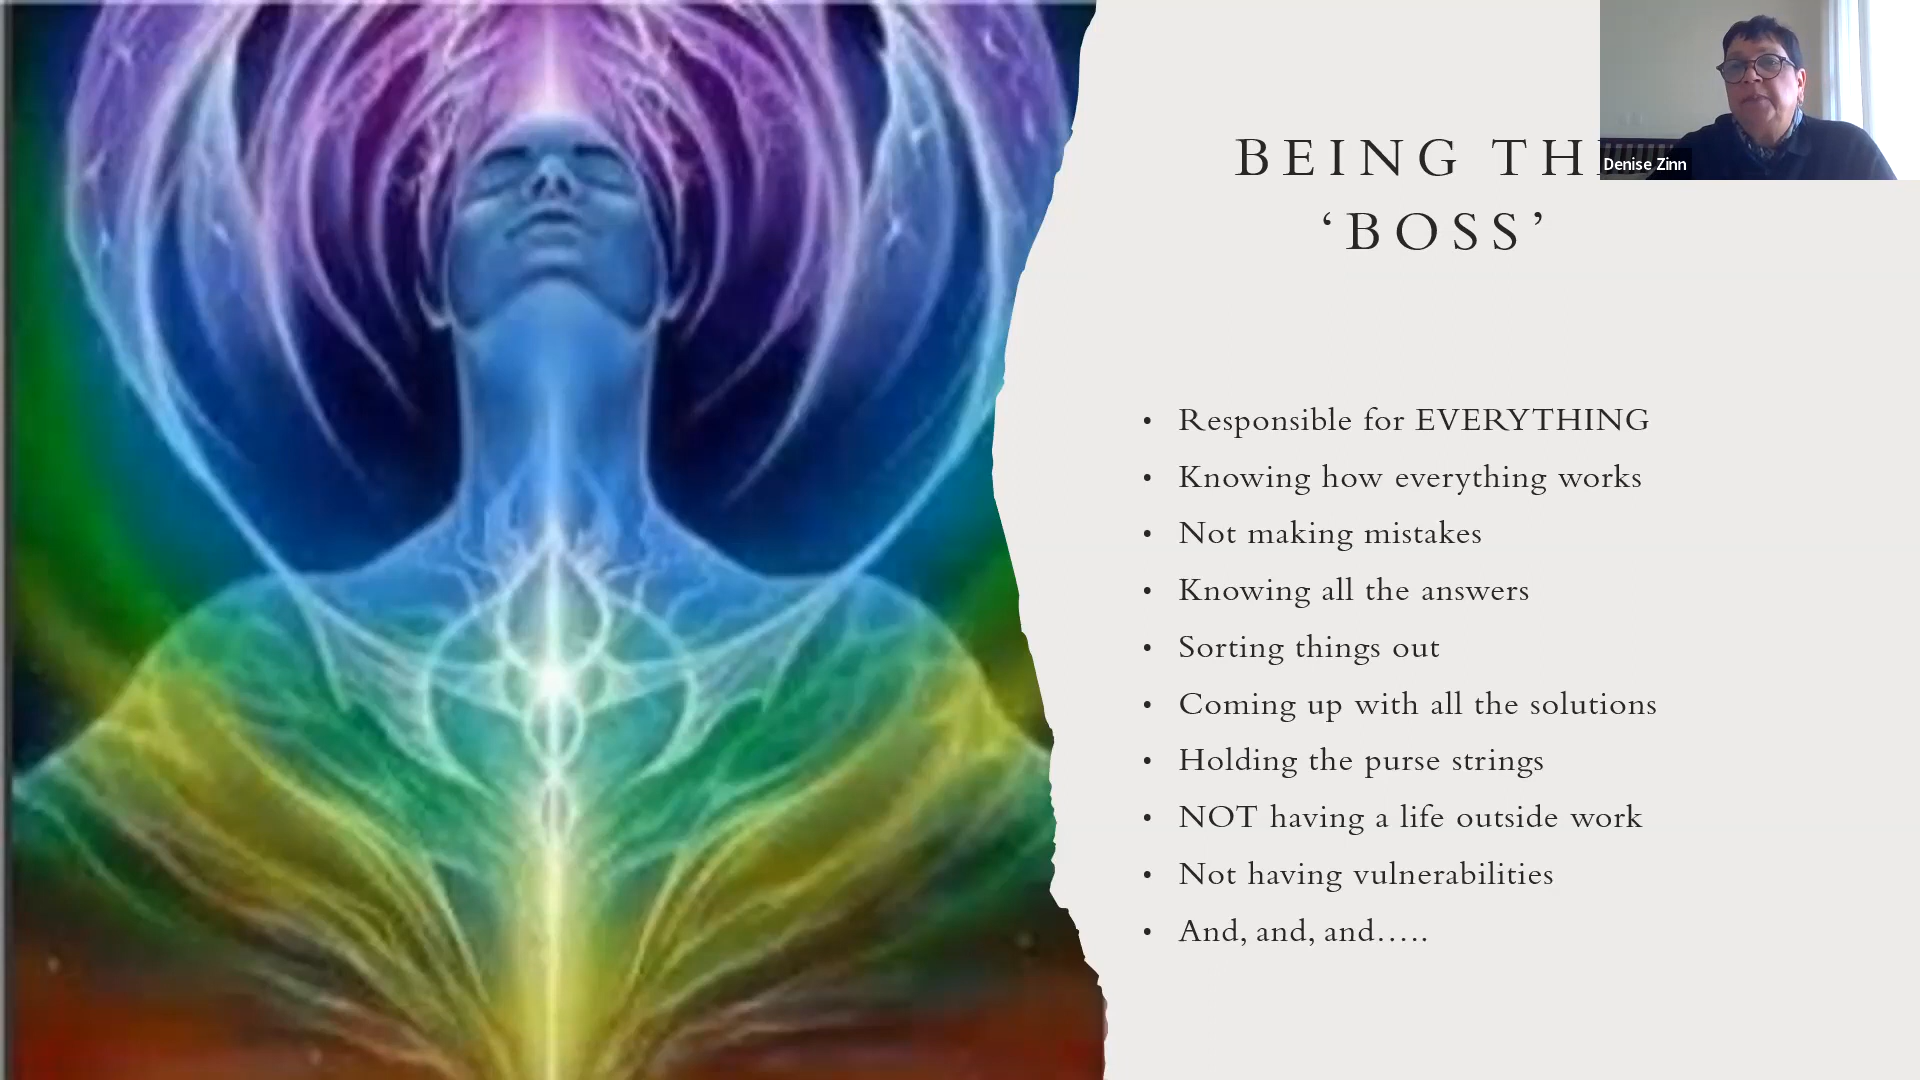 BEING TH
‘BOSS’
Denise Zinn
• Responsible for EVERYTHING
• Knowing how everything works
• Not making mistakes
• Knowing all the answers
• Sorting things out
• Coming up with all the solutions
• Holding the purse strings
• NOT having a life outside work
• Not having vulnerabilities
• And, and, and…..